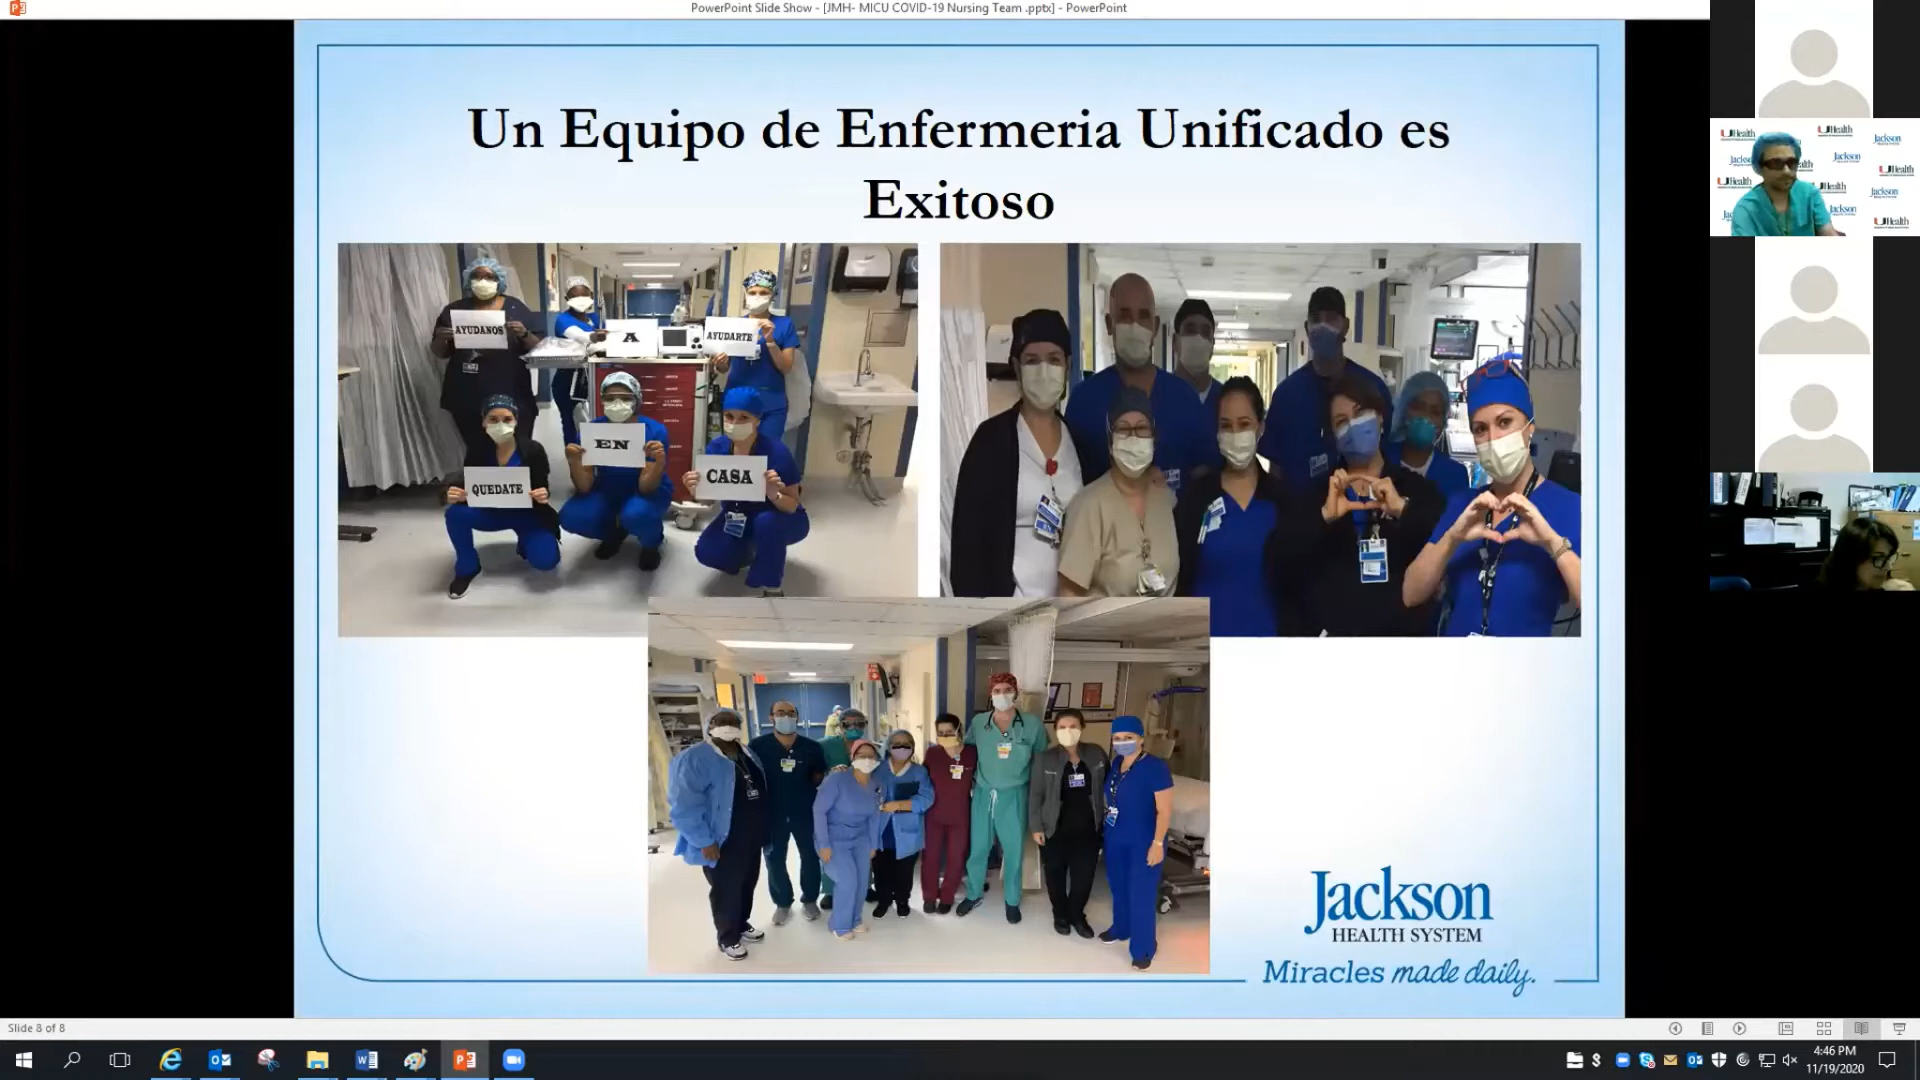 PowerPoint Slide Show - [JMH- MICU COVID-19 Nursing Team .pptx] - PowerPoint
Un Equipo de Enfermeria Unificado es
Exitoso
AYUDANOS
A
AYUDARTE
QUEDATE
EN
CASA
Jackson
HEALTH SYSTEM
Miracles made daily.
UHealth
Jackson
Slide 8 of 8
4:46 PM
11/19/2020